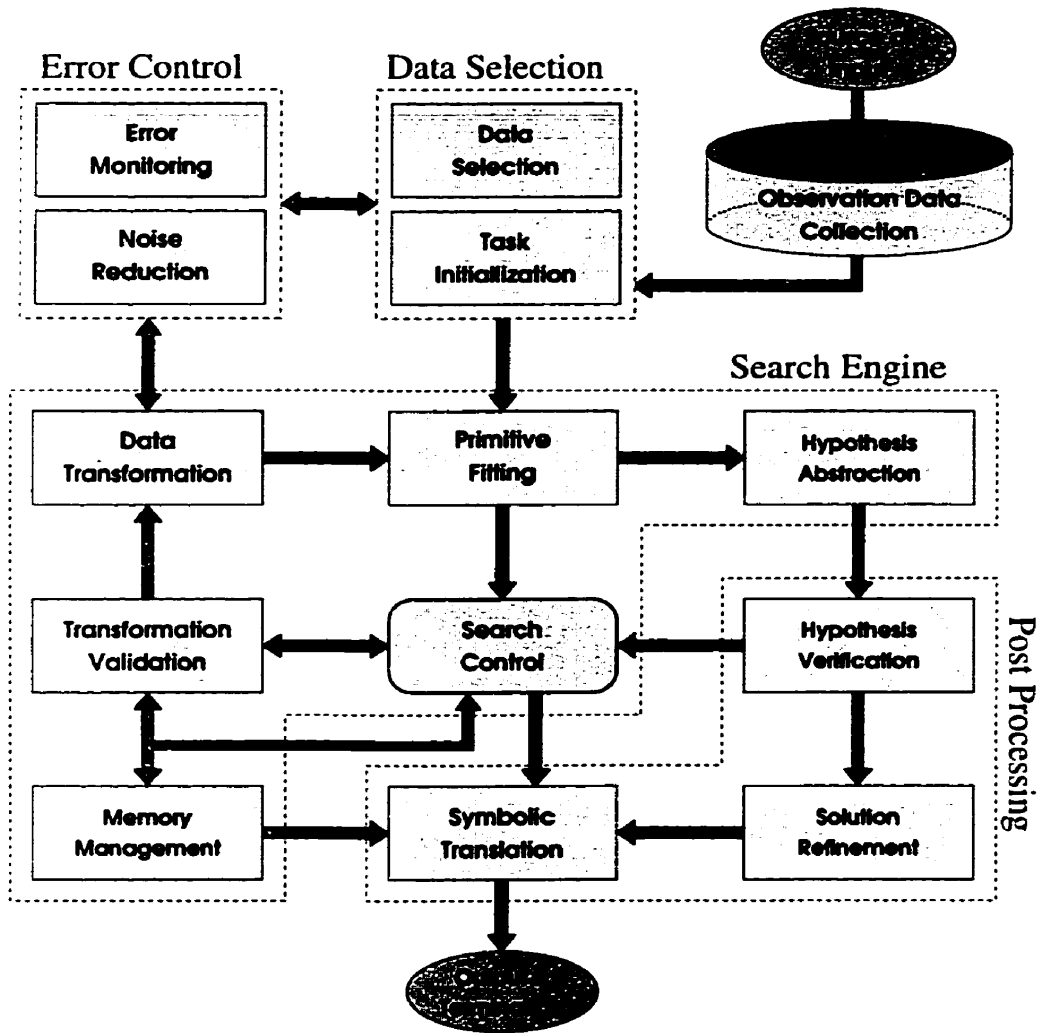 Error Control
Data Selection
Error
Monitoring
Noise
Reduction
Data
Selection
Task
Initiallization
Observation Data
Collection
Search Engine
Data
Transformation
Primitive
Fitting
Hypothesis
Abstraction
Transformation
Validation
Search
Control
Hypothesis
Verification
Post Processing
Memory
Management
Symbolic
Translation
Solution
Refinement